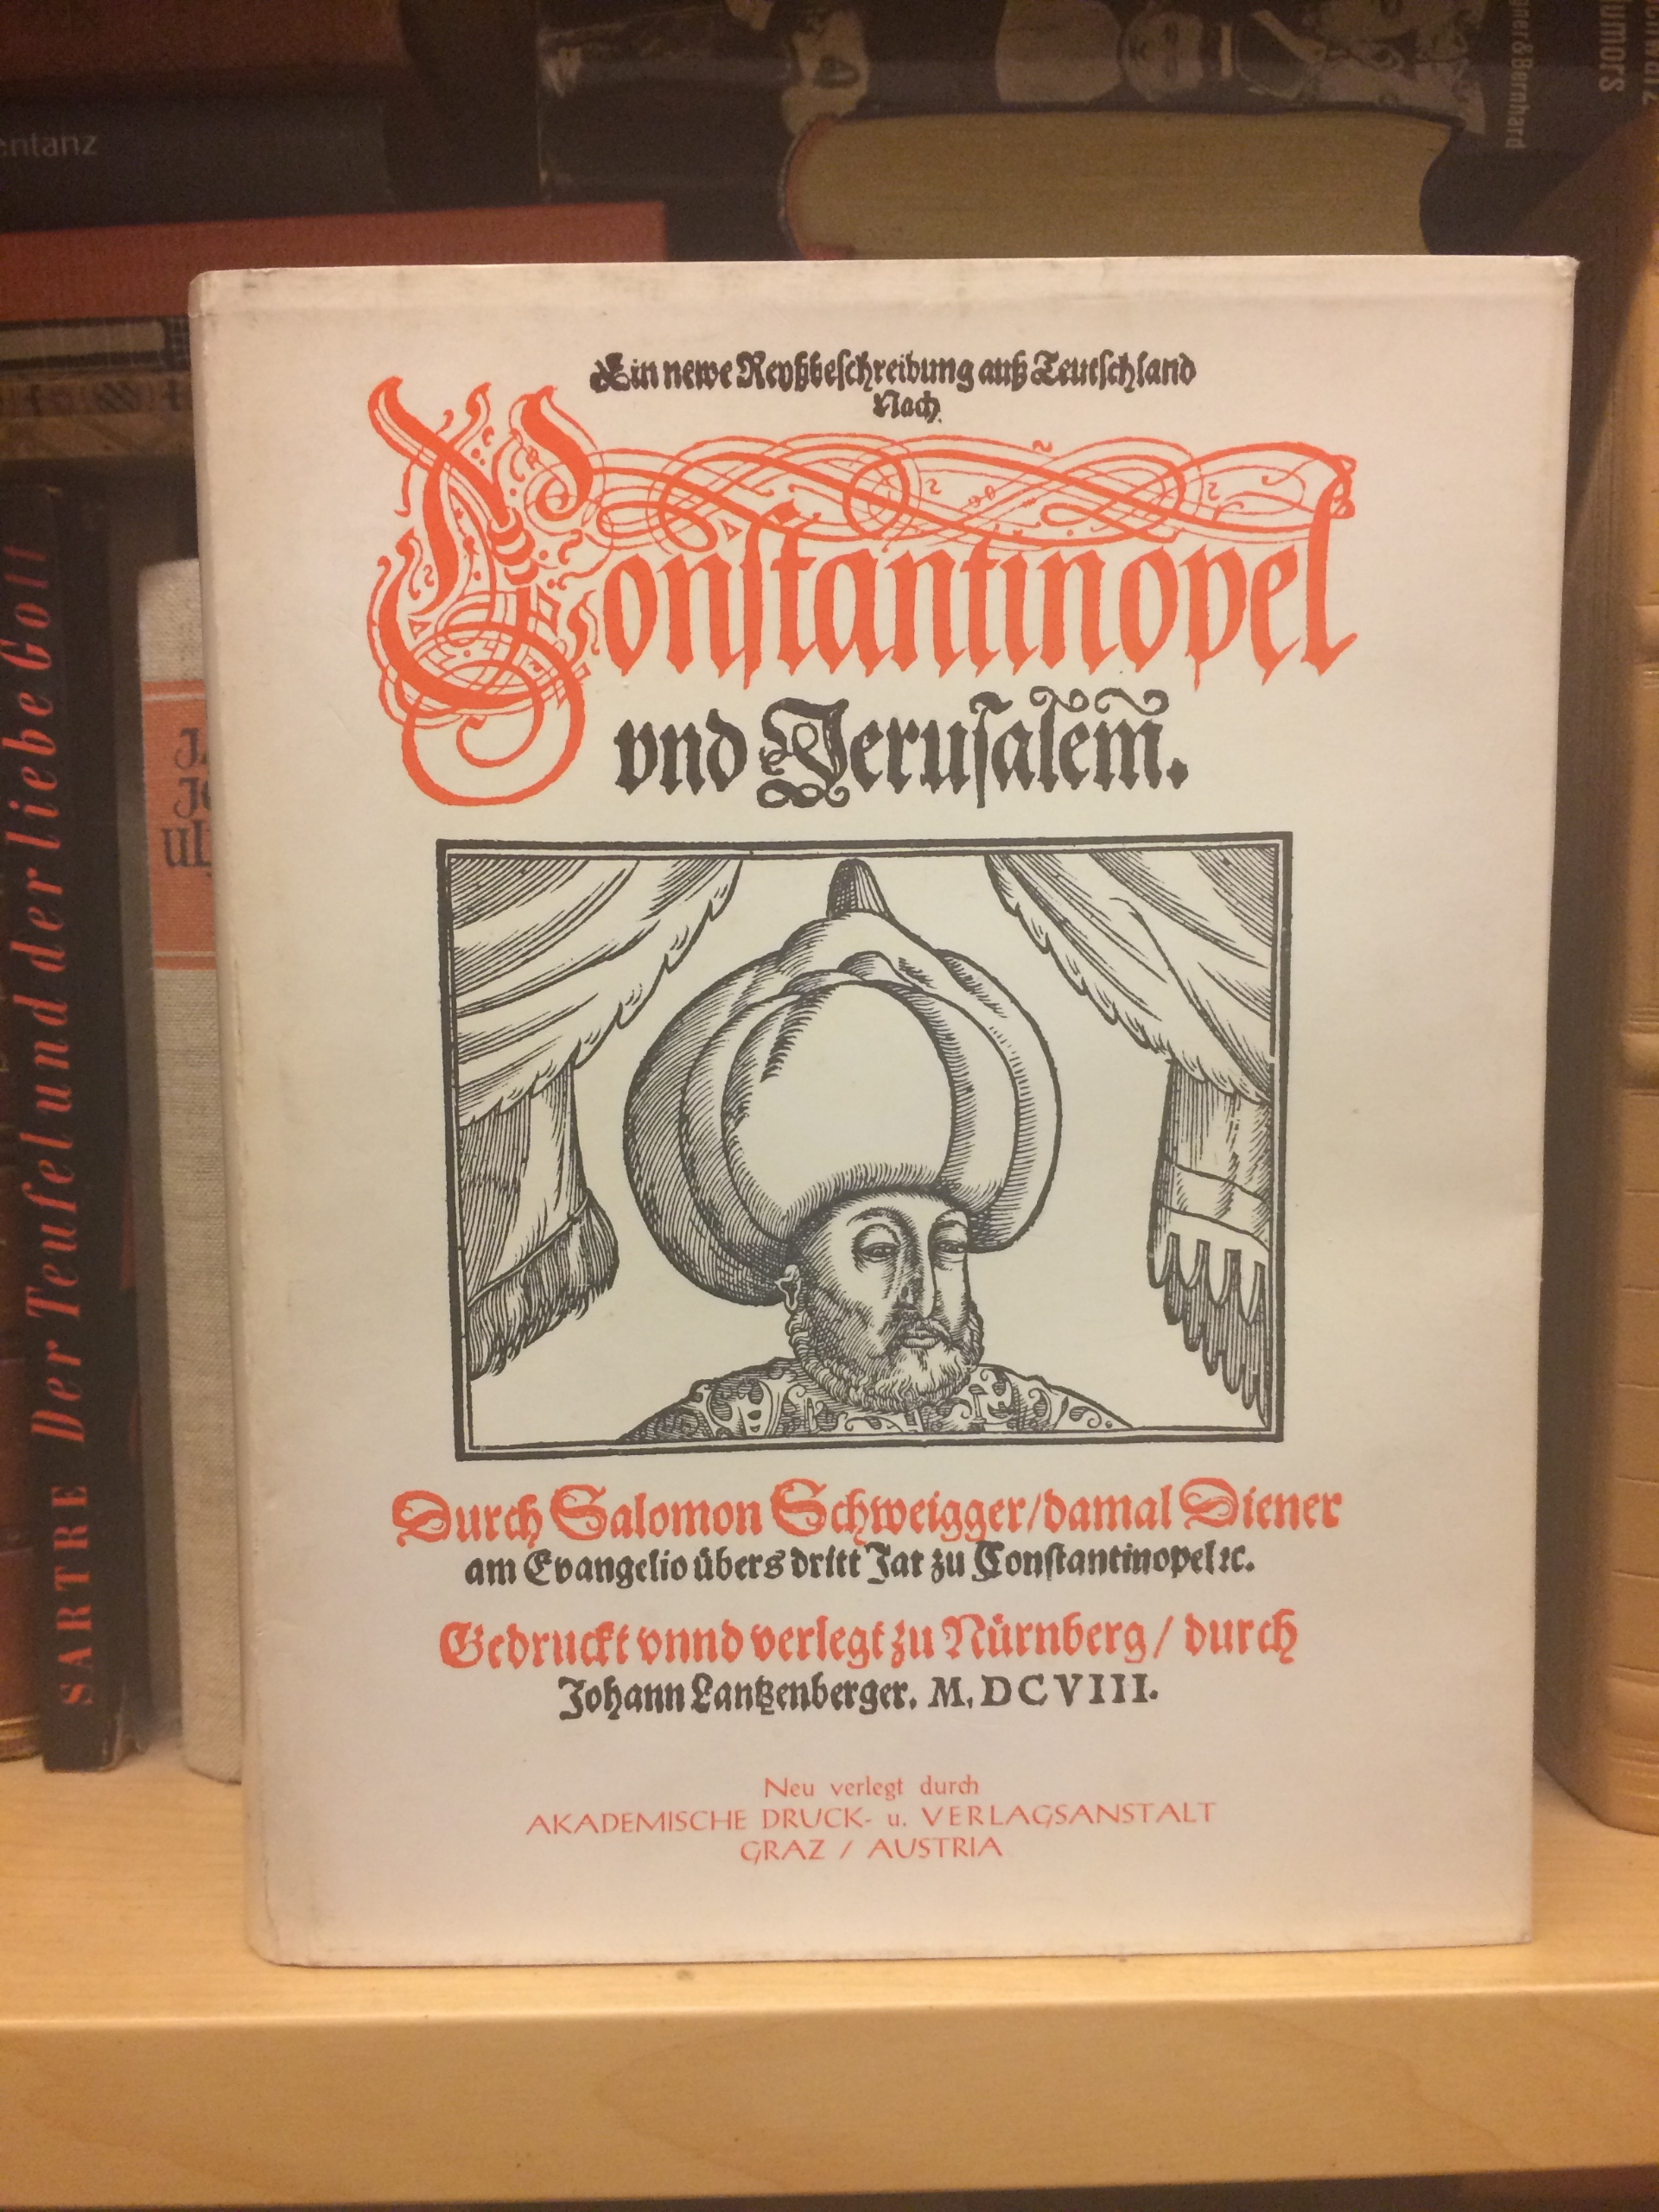 Ein newe Reyßbeschreibung auß Teutschland
Nach
Constantinopel
vnd Jerusalem.
Durch Salomon Schweigger/damal Diener
am Evangelio übers dritt Jar zu Constantinopel ꝛc.
Gedruckt vnnd verlegt zu Nürnberg / durch
Johann Lantzenberger. M. DCVIII.
Neu verlegt durch
AKADEMISCHE DRUCK- u. VERLAGSANSTALT
GRAZ / AUSTRIA
SARTRE Der Teufel und der liebe Gott